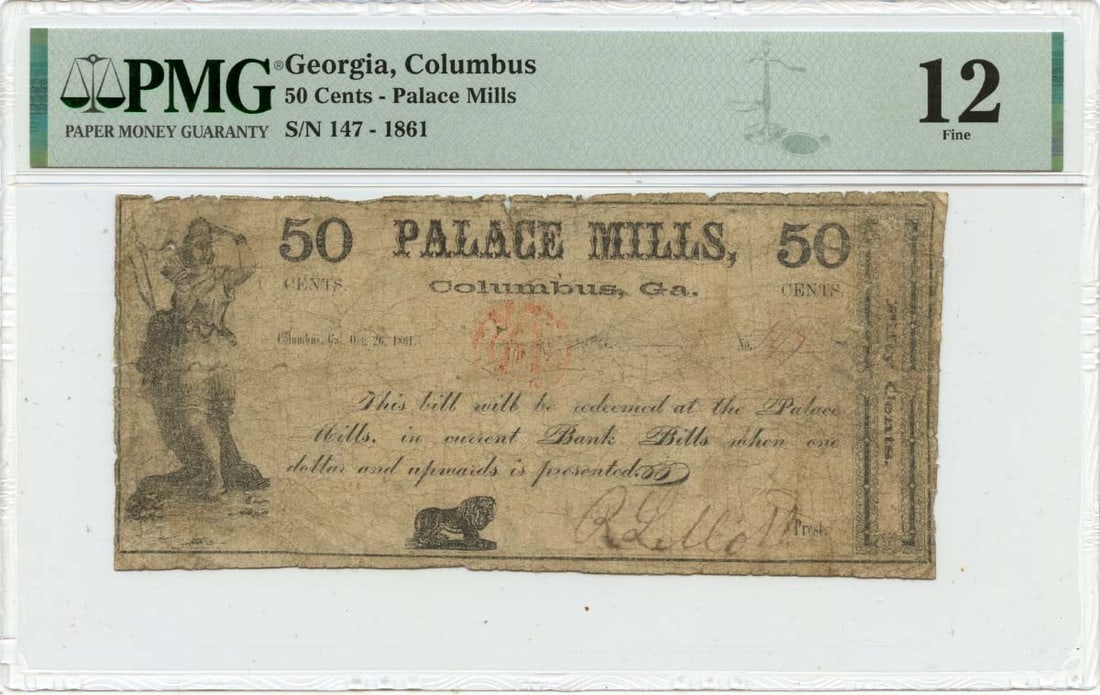 PMG®
PAPER MONEY GUARANTY
Georgia, Columbus
50 Cents - Palace Mills
S/N 147 - 1861
12
Fine
50 PALACE MILLS, 50
CENTS. Columbus, Ga. CENTS.
Columbus, Ga. Oct. 26, 1861.
No. 147
This bill will be redeemed at the Palace
Mills, in current Bank Bills when one
dollar and upwards is presented.
Prest.
Fifty Cents.